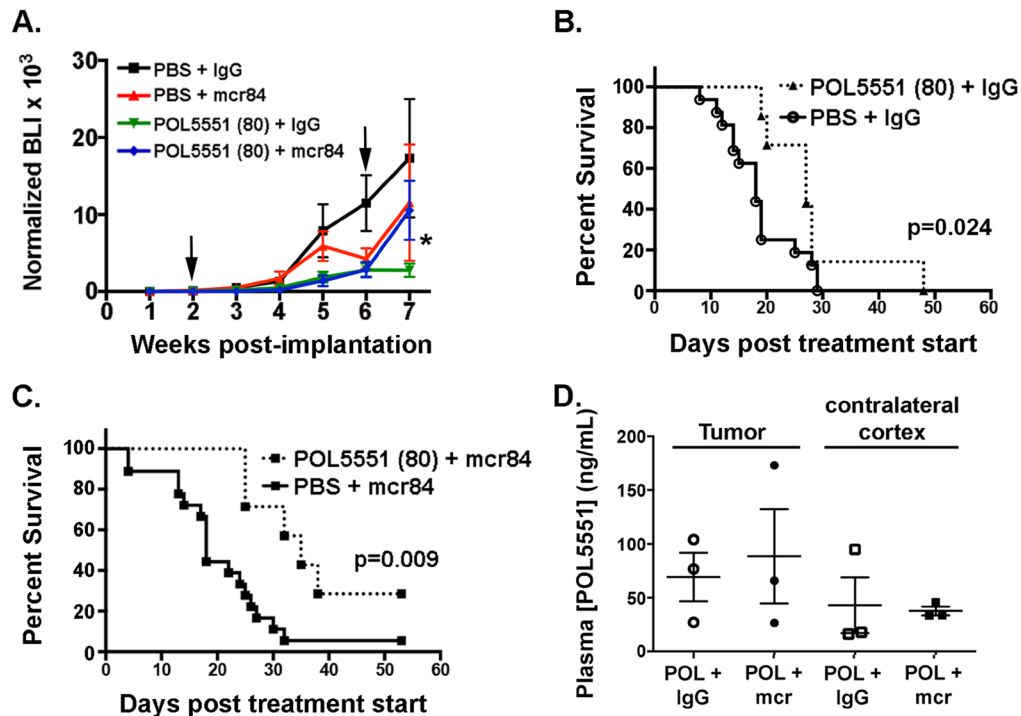 A.
Normalized BLI x 10³
30
20
10
0
PBS + IgG
PBS + mcr84
POL5551 (80) + IgG
POL5551 (80) + mcr84
*
0 1 2 3 4 5 6 7
Weeks post-implantation
B.
Percent Survival
100
80
60
40
20
0
POL5551 (80) + IgG
PBS + IgG
p=0.024
0 10 20 30 40 50 60
Days post treatment start
C.
Percent Survival
100
80
60
40
20
0
POL5551 (80) + mcr84
PBS + mcr84
p=0.009
0 10 20 30 40 50 60
Days post treatment start
D.
Plasma [POL5551] (ng/mL)
200
150
100
50
0
Tumor
contralateral
cortex
POL + POL + POL + POL +
IgG mcr IgG mcr